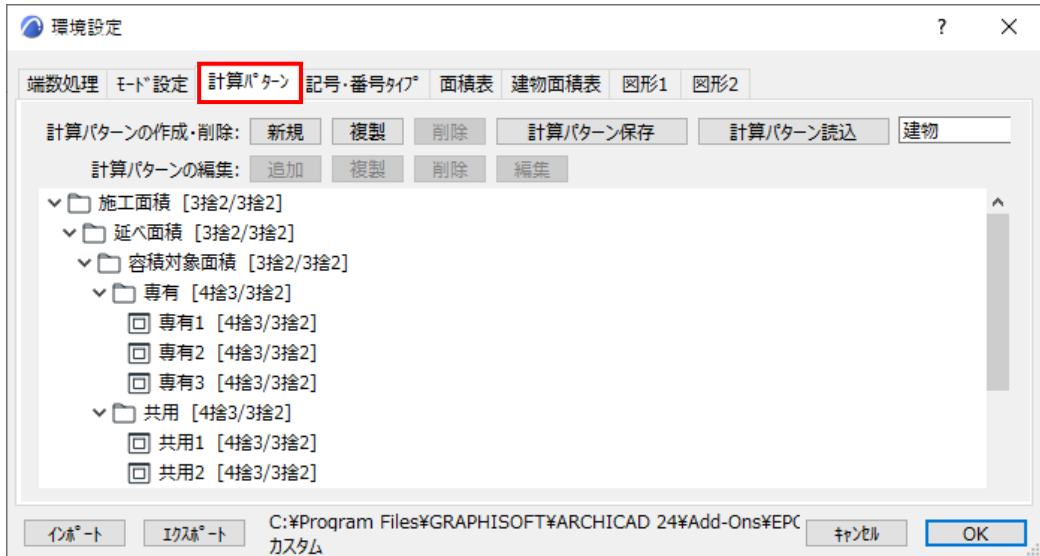 環境設定 ?
端数処理 ﾓｰﾄﾞ設定 計算ﾊﾟﾀｰﾝ 記号・番号ﾀｲﾌﾟ 面積表 建物面積表 図形1 図形2
計算パターンの作成・削除: 新規 複製 削除 計算パターン保存 計算パターン読込 建物
計算パターンの編集: 追加 複製 削除 編集
施工面積 [3捨2/3捨2]
延べ面積 [3捨2/3捨2]
容積対象面積 [3捨2/3捨2]
専有 [4捨3/3捨2]
専有1 [4捨3/3捨2]
専有2 [4捨3/3捨2]
専有3 [4捨3/3捨2]
共用 [4捨3/3捨2]
共用1 [4捨3/3捨2]
共用2 [4捨3/3捨2]
ｲﾝﾎﾟｰﾄ ｴｸｽﾎﾟｰﾄ C:¥Program Files¥GRAPHISOFT¥ARCHICAD 24¥Add-Ons¥EPC ｷｬﾝｾﾙ OK
カスタム